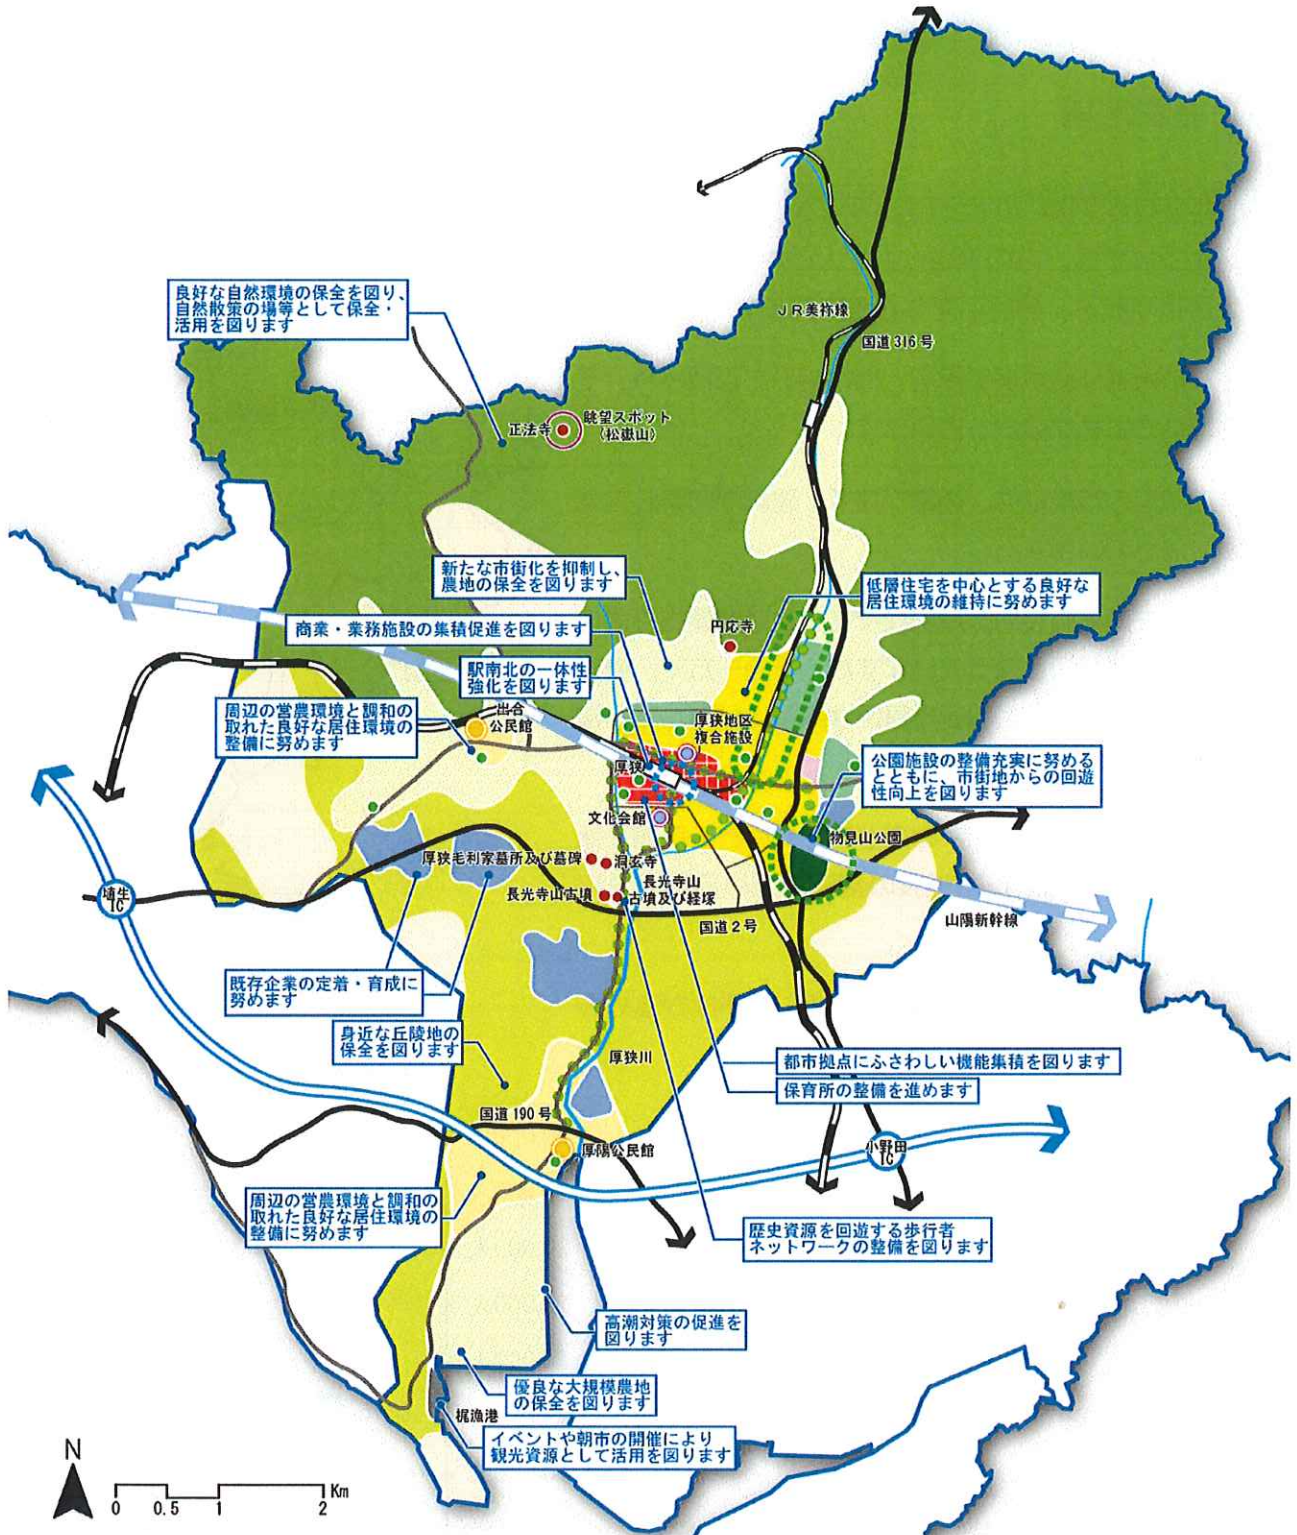 JR美祢線
国道316号
良好な自然環境の保全を図り、
自然散策の場等として保全・
活用を図ります
正法寺
眺望スポット
(松嶽山)
新たな市街化を抑制し、
農地の保全を図ります
低層住宅を中心とする良好な
居住環境の維持に努めます
商業・業務施設の集積促進を図ります
円応寺
駅南北の一体性
強化を図ります
周辺の営農環境と調和の
取れた良好な居住環境の
整備に努めます
出合
公民館
厚狭地区
複合施設
厚狭
公園施設の整備充実に努める
とともに、市街地からの回遊
性向上を図ります
文化会館
物見山公園
厚狭毛利家墓所及び墓碑
洞玄寺
長光寺山古墳
長光寺山
古墳及び経塚
埴生
IC
国道2号
山陽新幹線
既存企業の定着・育成に
努めます
身近な丘陵地の
保全を図ります
厚狭川
都市拠点にふさわしい機能集積を図ります
保育所の整備を進めます
国道190号
厚陽公民館
小野田
IC
周辺の営農環境と調和の
取れた良好な居住環境の
整備に努めます
歴史資源を回遊する歩行者
ネットワークの整備を図ります
高潮対策の促進を
図ります
優良な大規模農地
の保全を図ります
梶漁港
イベントや朝市の開催により
観光資源として活用を図ります
N
0 0.5 1 2 Km